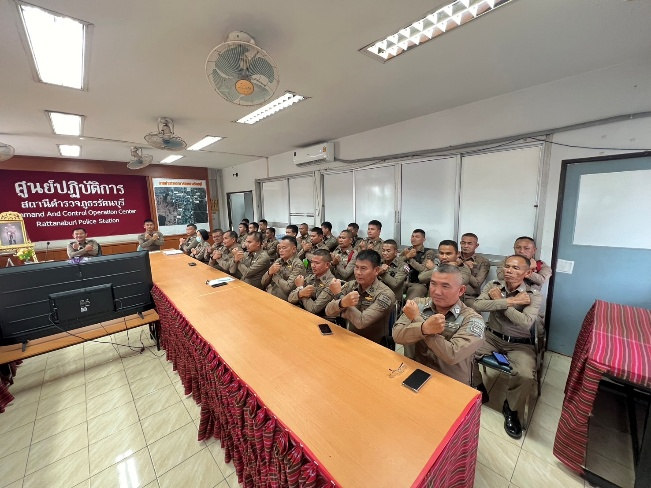 ศูนย์ปฏิบัติการ
สถานีตำรวจภูธรรัตนบุรี
mand And Control Operation Center
Rattanaburi Police Station